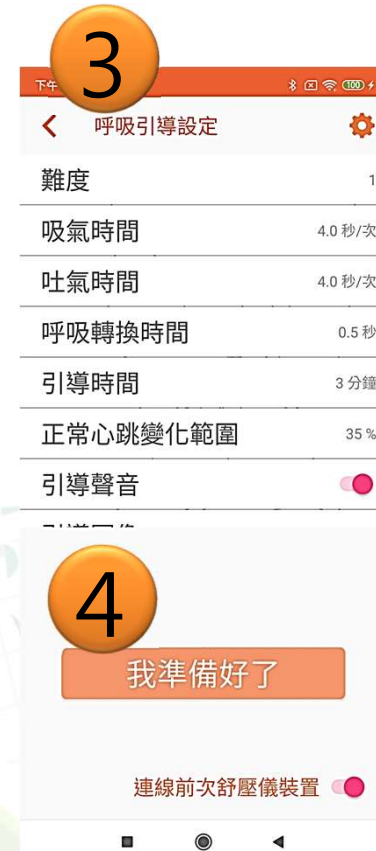 3
下午
100
呼吸引導設定
難度 1
吸氣時間 4.0 秒/次
吐氣時間 4.0 秒/次
呼吸轉換時間 0.5 秒
引導時間 3 分鐘
正常心跳變化範圍 35 %
引導聲音
4
我準備好了
連線前次舒壓儀裝置